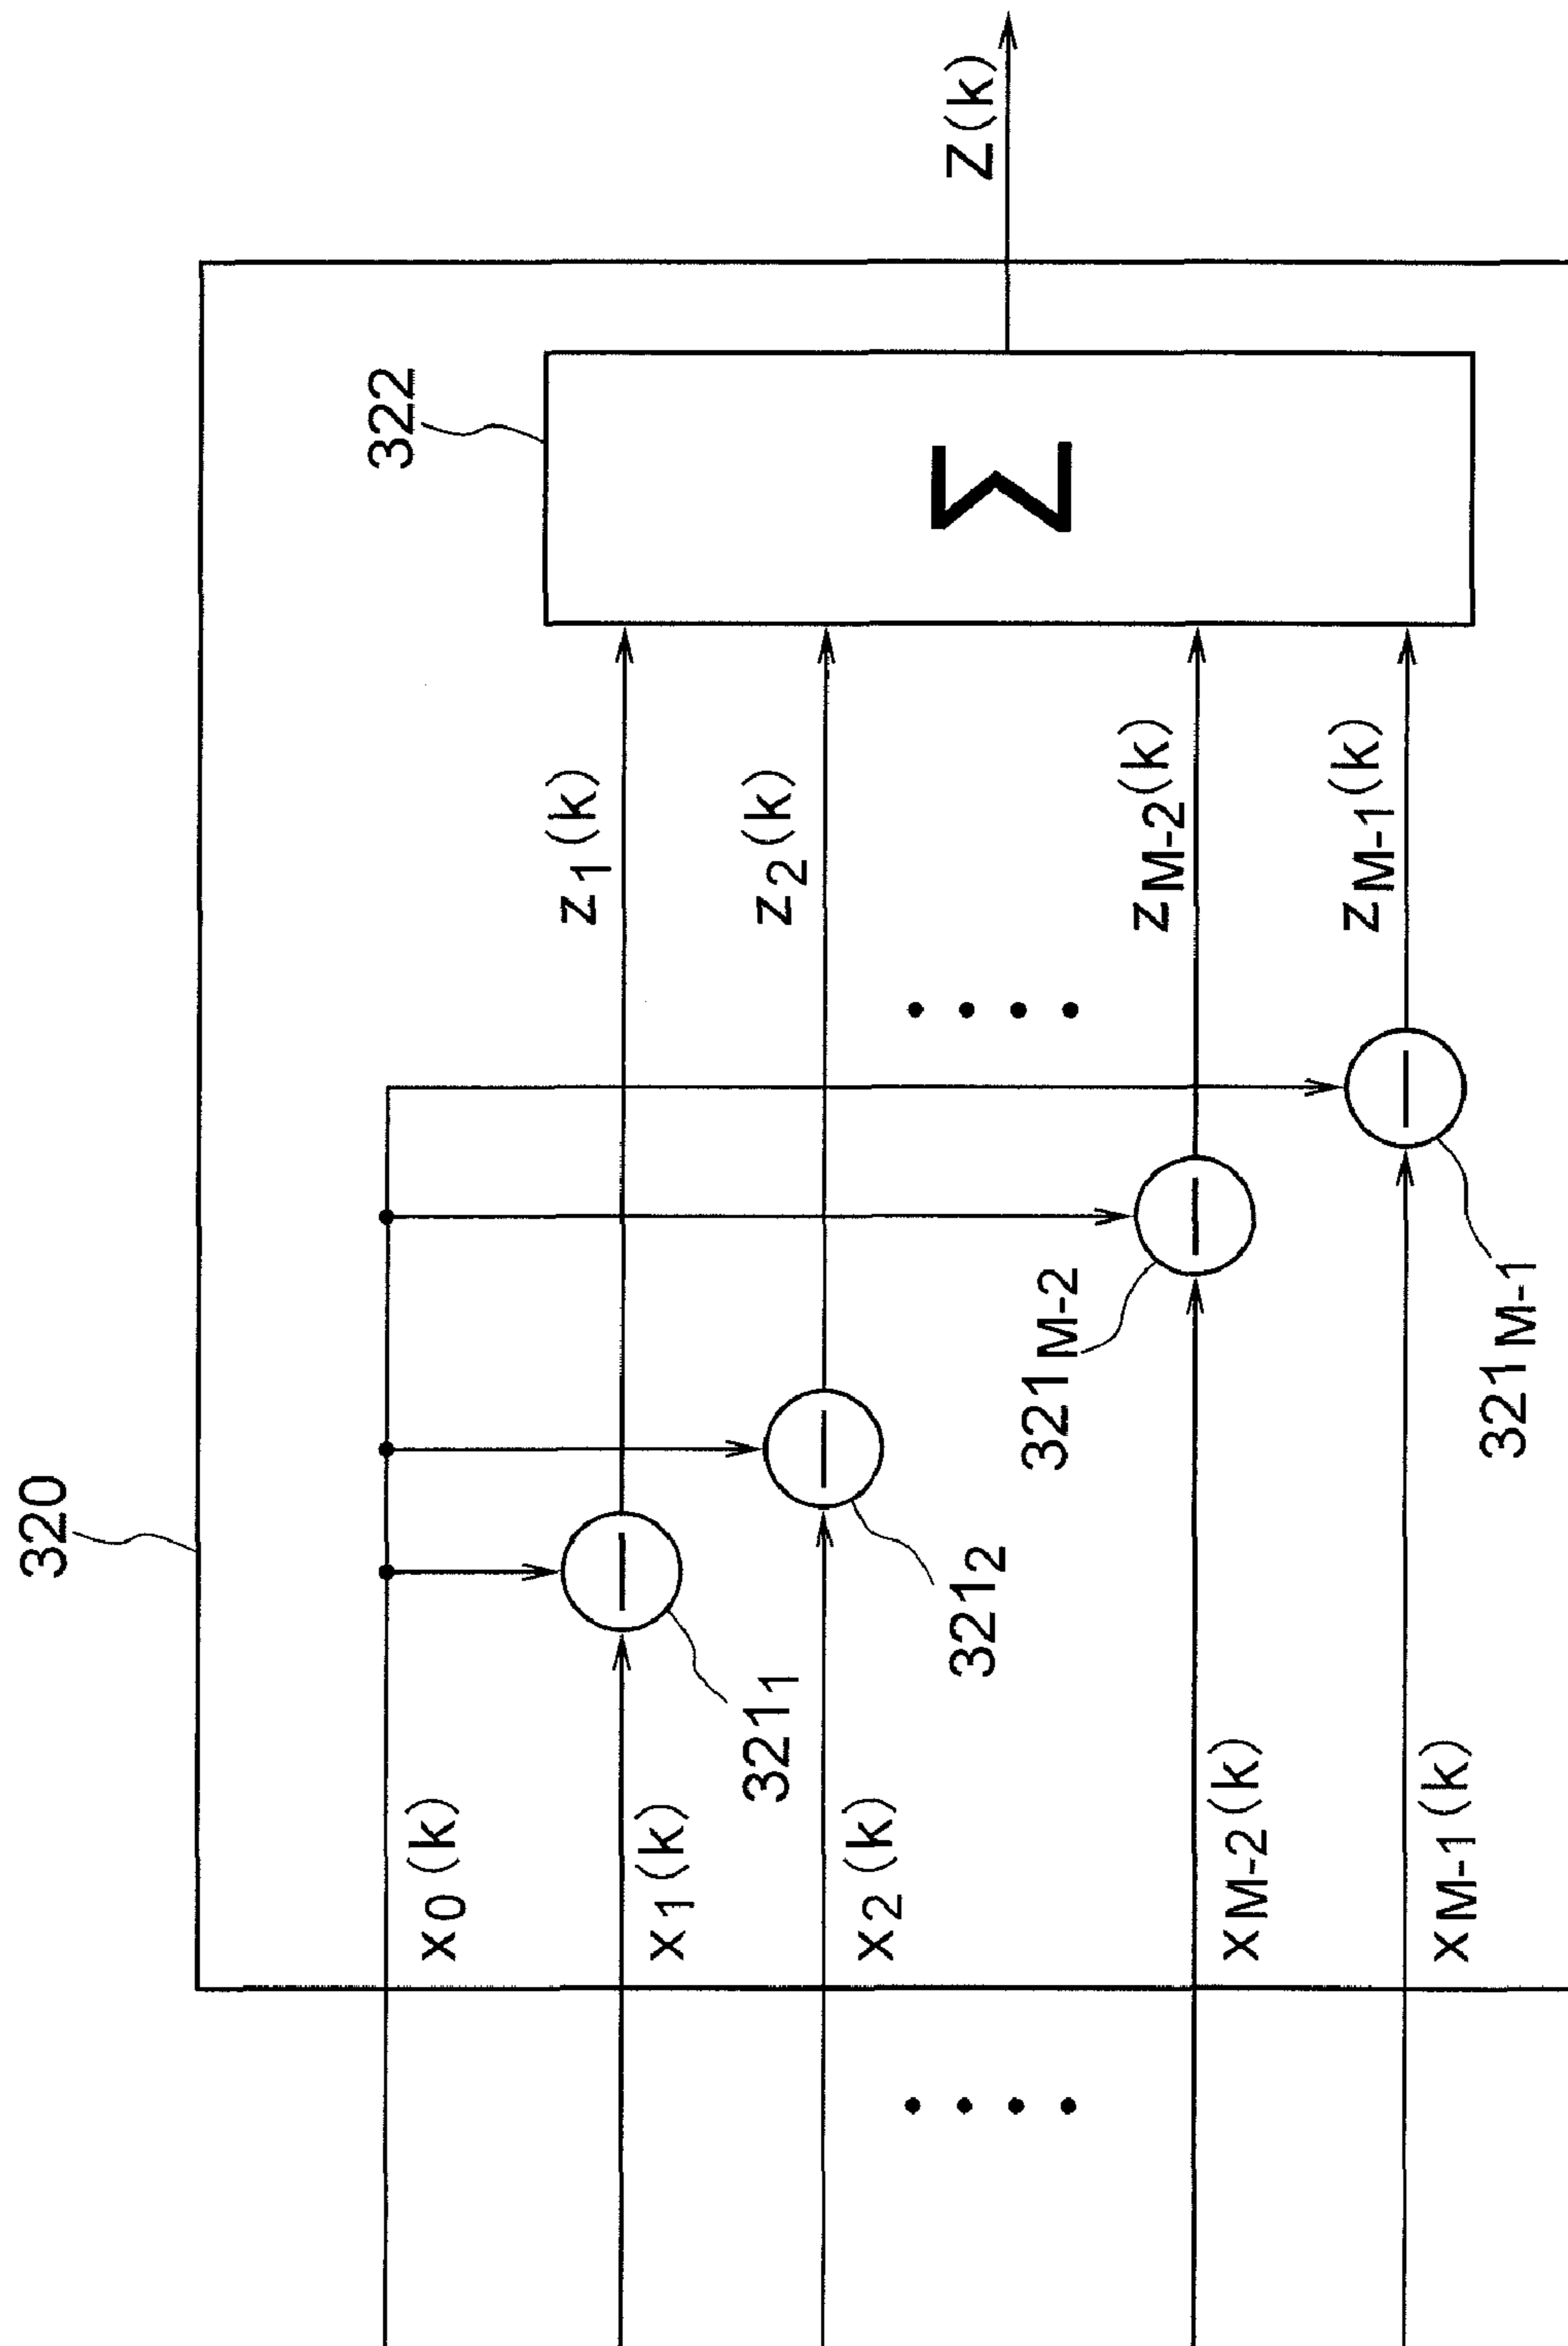 320
322
x0(k)
x1(k)
x2(k)
xM-2(k)
xM-1(k)
3211
3212
321M-2
321M-1
z1(k)
z2(k)
zM-2(k)
zM-1(k)
Σ
Z(k)